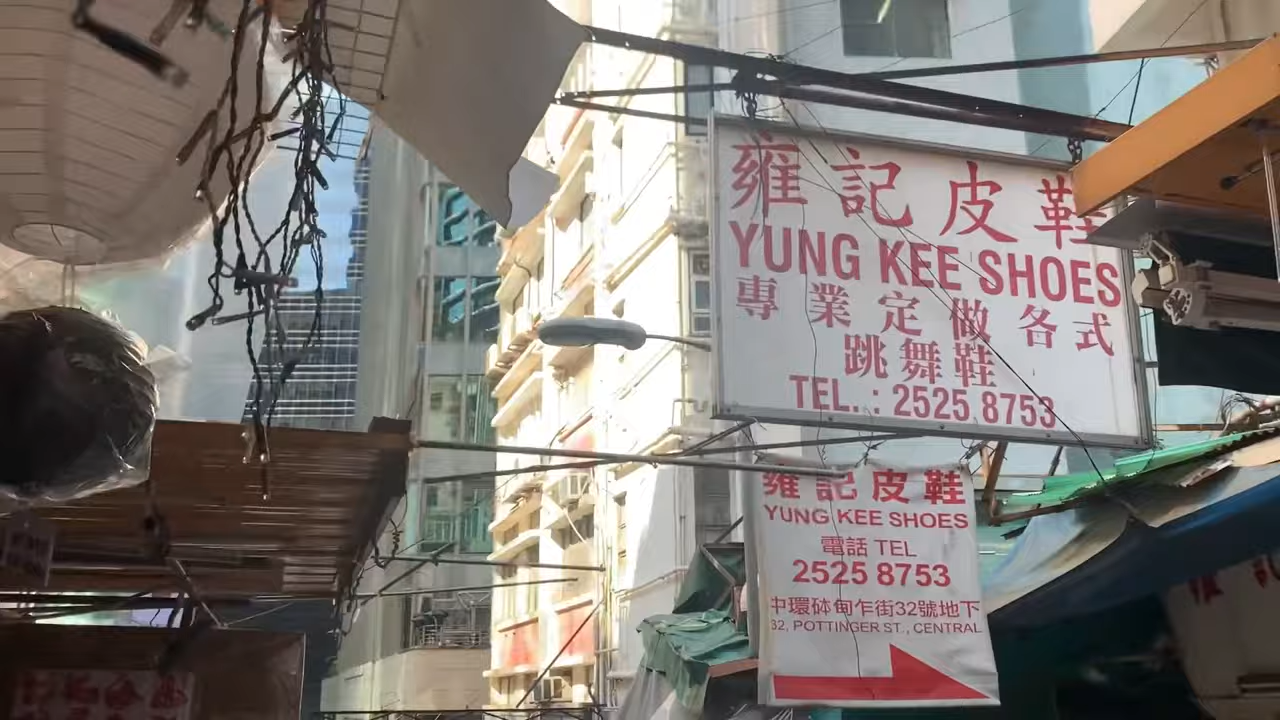 雍記皮鞋
YUNG KEE SHOES
專業定做各式
跳舞鞋
TEL. : 2525 8753
雍記皮鞋
YUNG KEE SHOES
電話 TEL
2525 8753
中環砵甸乍街32號地下
32, POTTINGER ST., CENTRAL